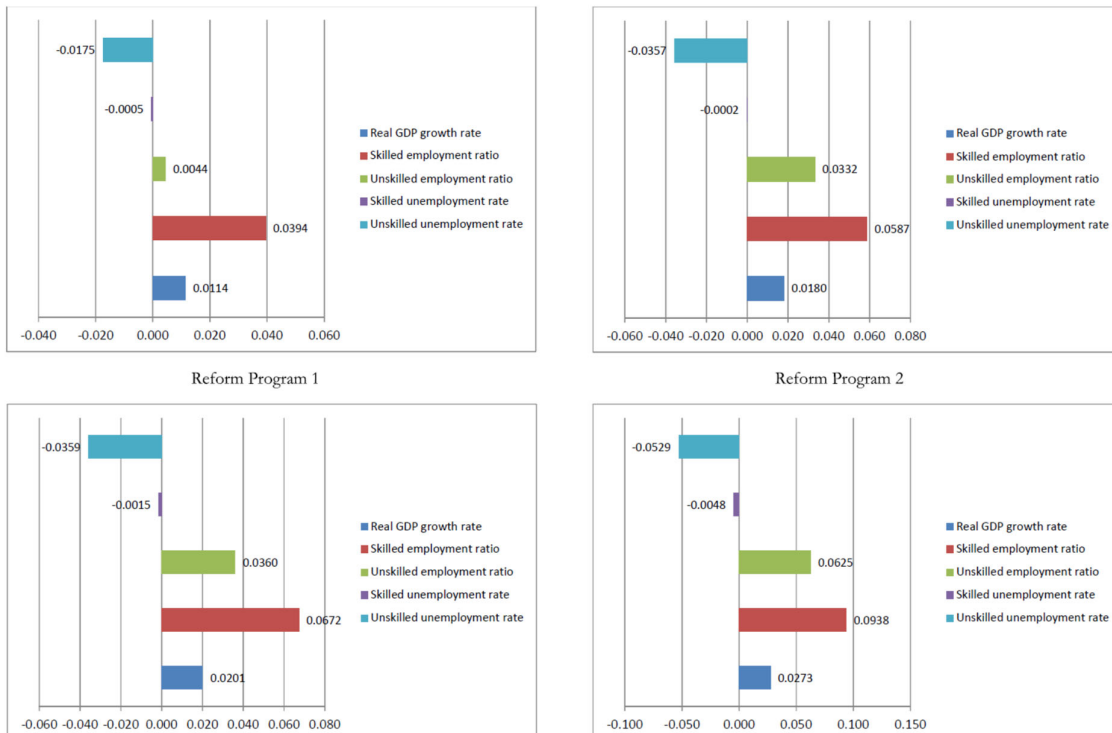 -0.0175
-0.0005
0.0044
0.0394
0.0114
-0.040 -0.020 0.000 0.020 0.040 0.060
Real GDP growth rate
Skilled employment ratio
Unskilled employment ratio
Skilled unemployment rate
Unskilled unemployment rate
Reform Program 1
-0.0357
-0.0002
0.0332
0.0587
0.0180
-0.060 -0.040 -0.020 0.000 0.020 0.040 0.060 0.080
Real GDP growth rate
Skilled employment ratio
Unskilled employment ratio
Skilled unemployment rate
Unskilled unemployment rate
Reform Program 2
-0.0359
-0.0015
0.0360
0.0672
0.0201
-0.060 -0.040 -0.020 0.000 0.020 0.040 0.060 0.080
Real GDP growth rate
Skilled employment ratio
Unskilled employment ratio
Skilled unemployment rate
Unskilled unemployment rate
-0.0529
-0.0048
0.0625
0.0938
0.0273
-0.100 -0.050 0.000 0.050 0.100 0.150
Real GDP growth rate
Skilled employment ratio
Unskilled employment ratio
Skilled unemployment rate
Unskilled unemployment rate